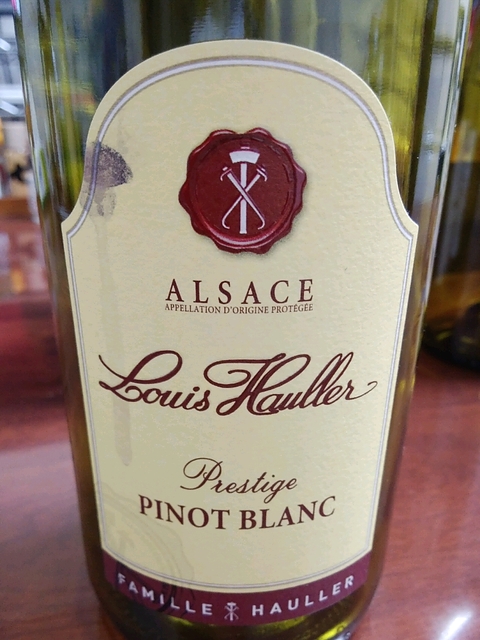 ALSACE
APPELLATION D'ORIGINE PROTÉGÉE
Louis Hauller
Prestige
PINOT BLANC
FAMILLE HAULLER